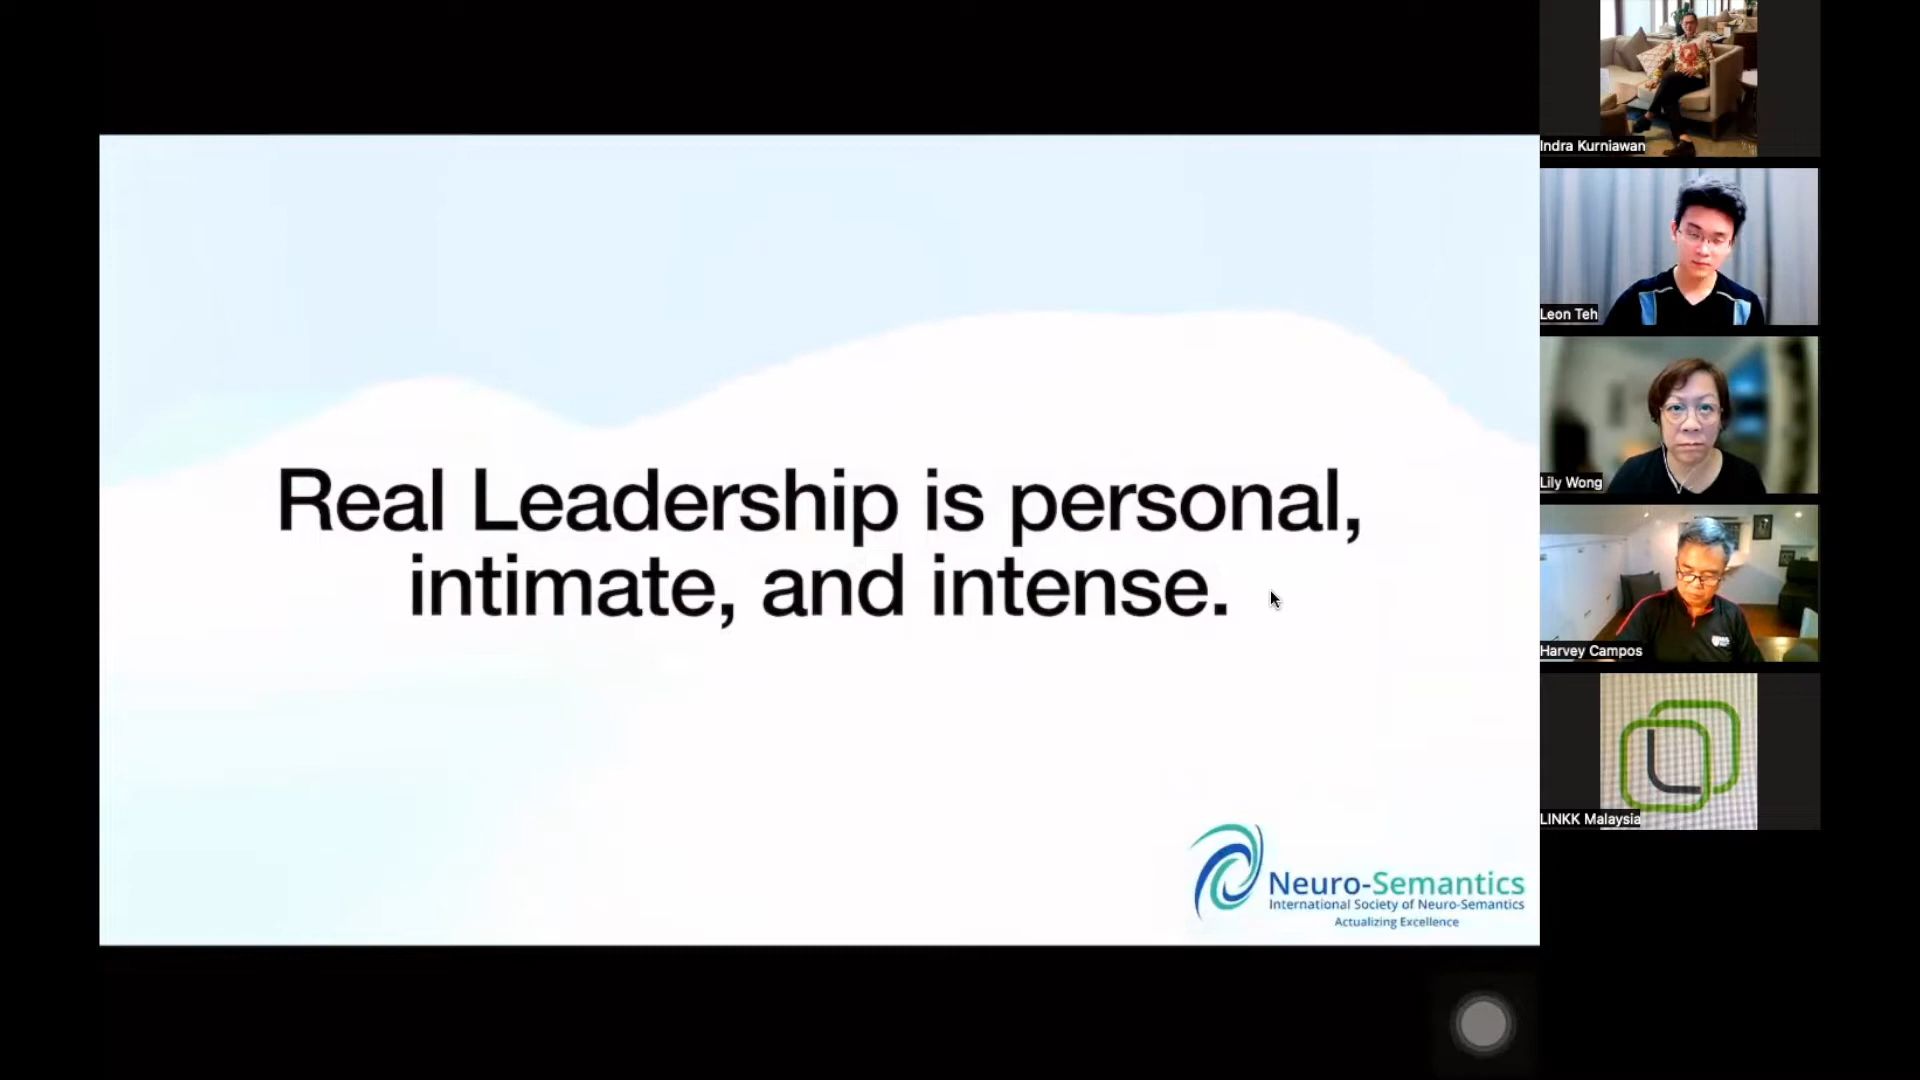 Real Leadership is personal,
intimate, and intense.
Neuro-Semantics
International Society of Neuro-Semantics
Actualizing Excellence
Indra Kurniawan
Leon Teh
Lily Wong
Harvey Campos
LINKK Malaysia